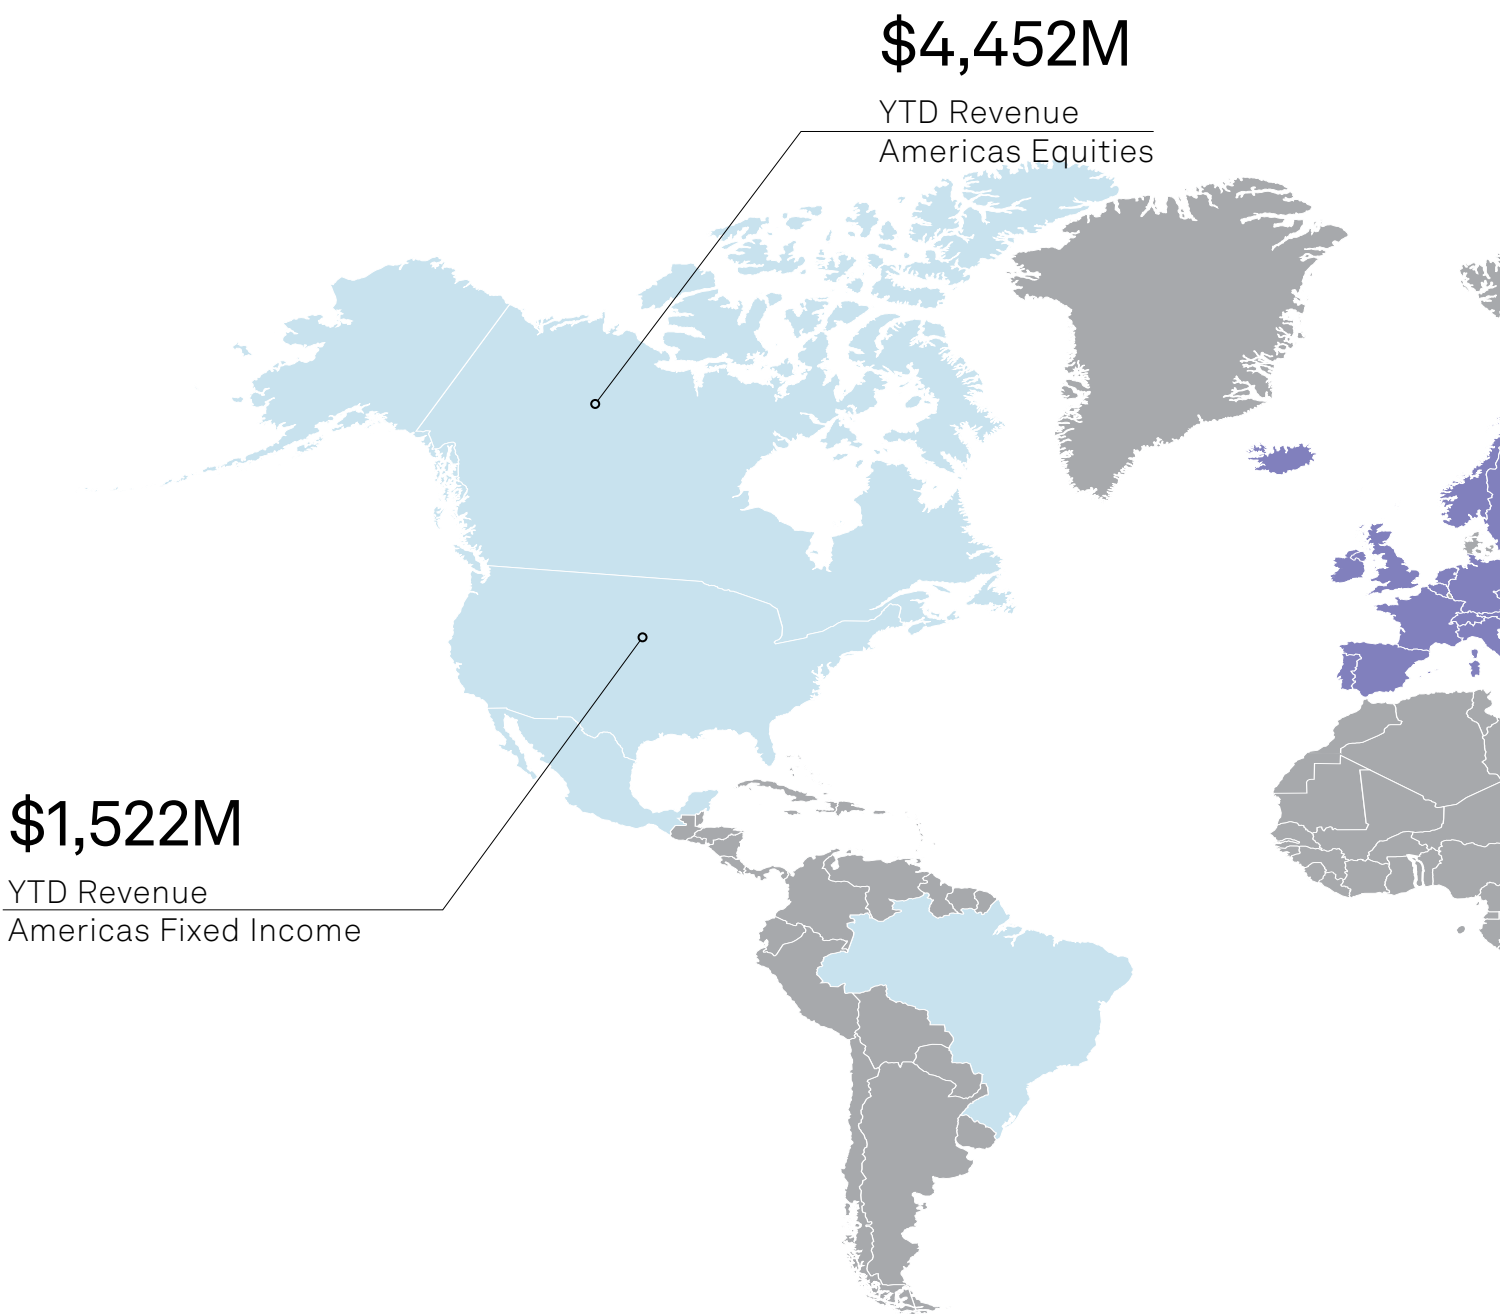 $4,452M
YTD Revenue
Americas Equities
$1,522M
YTD Revenue
Americas Fixed Income